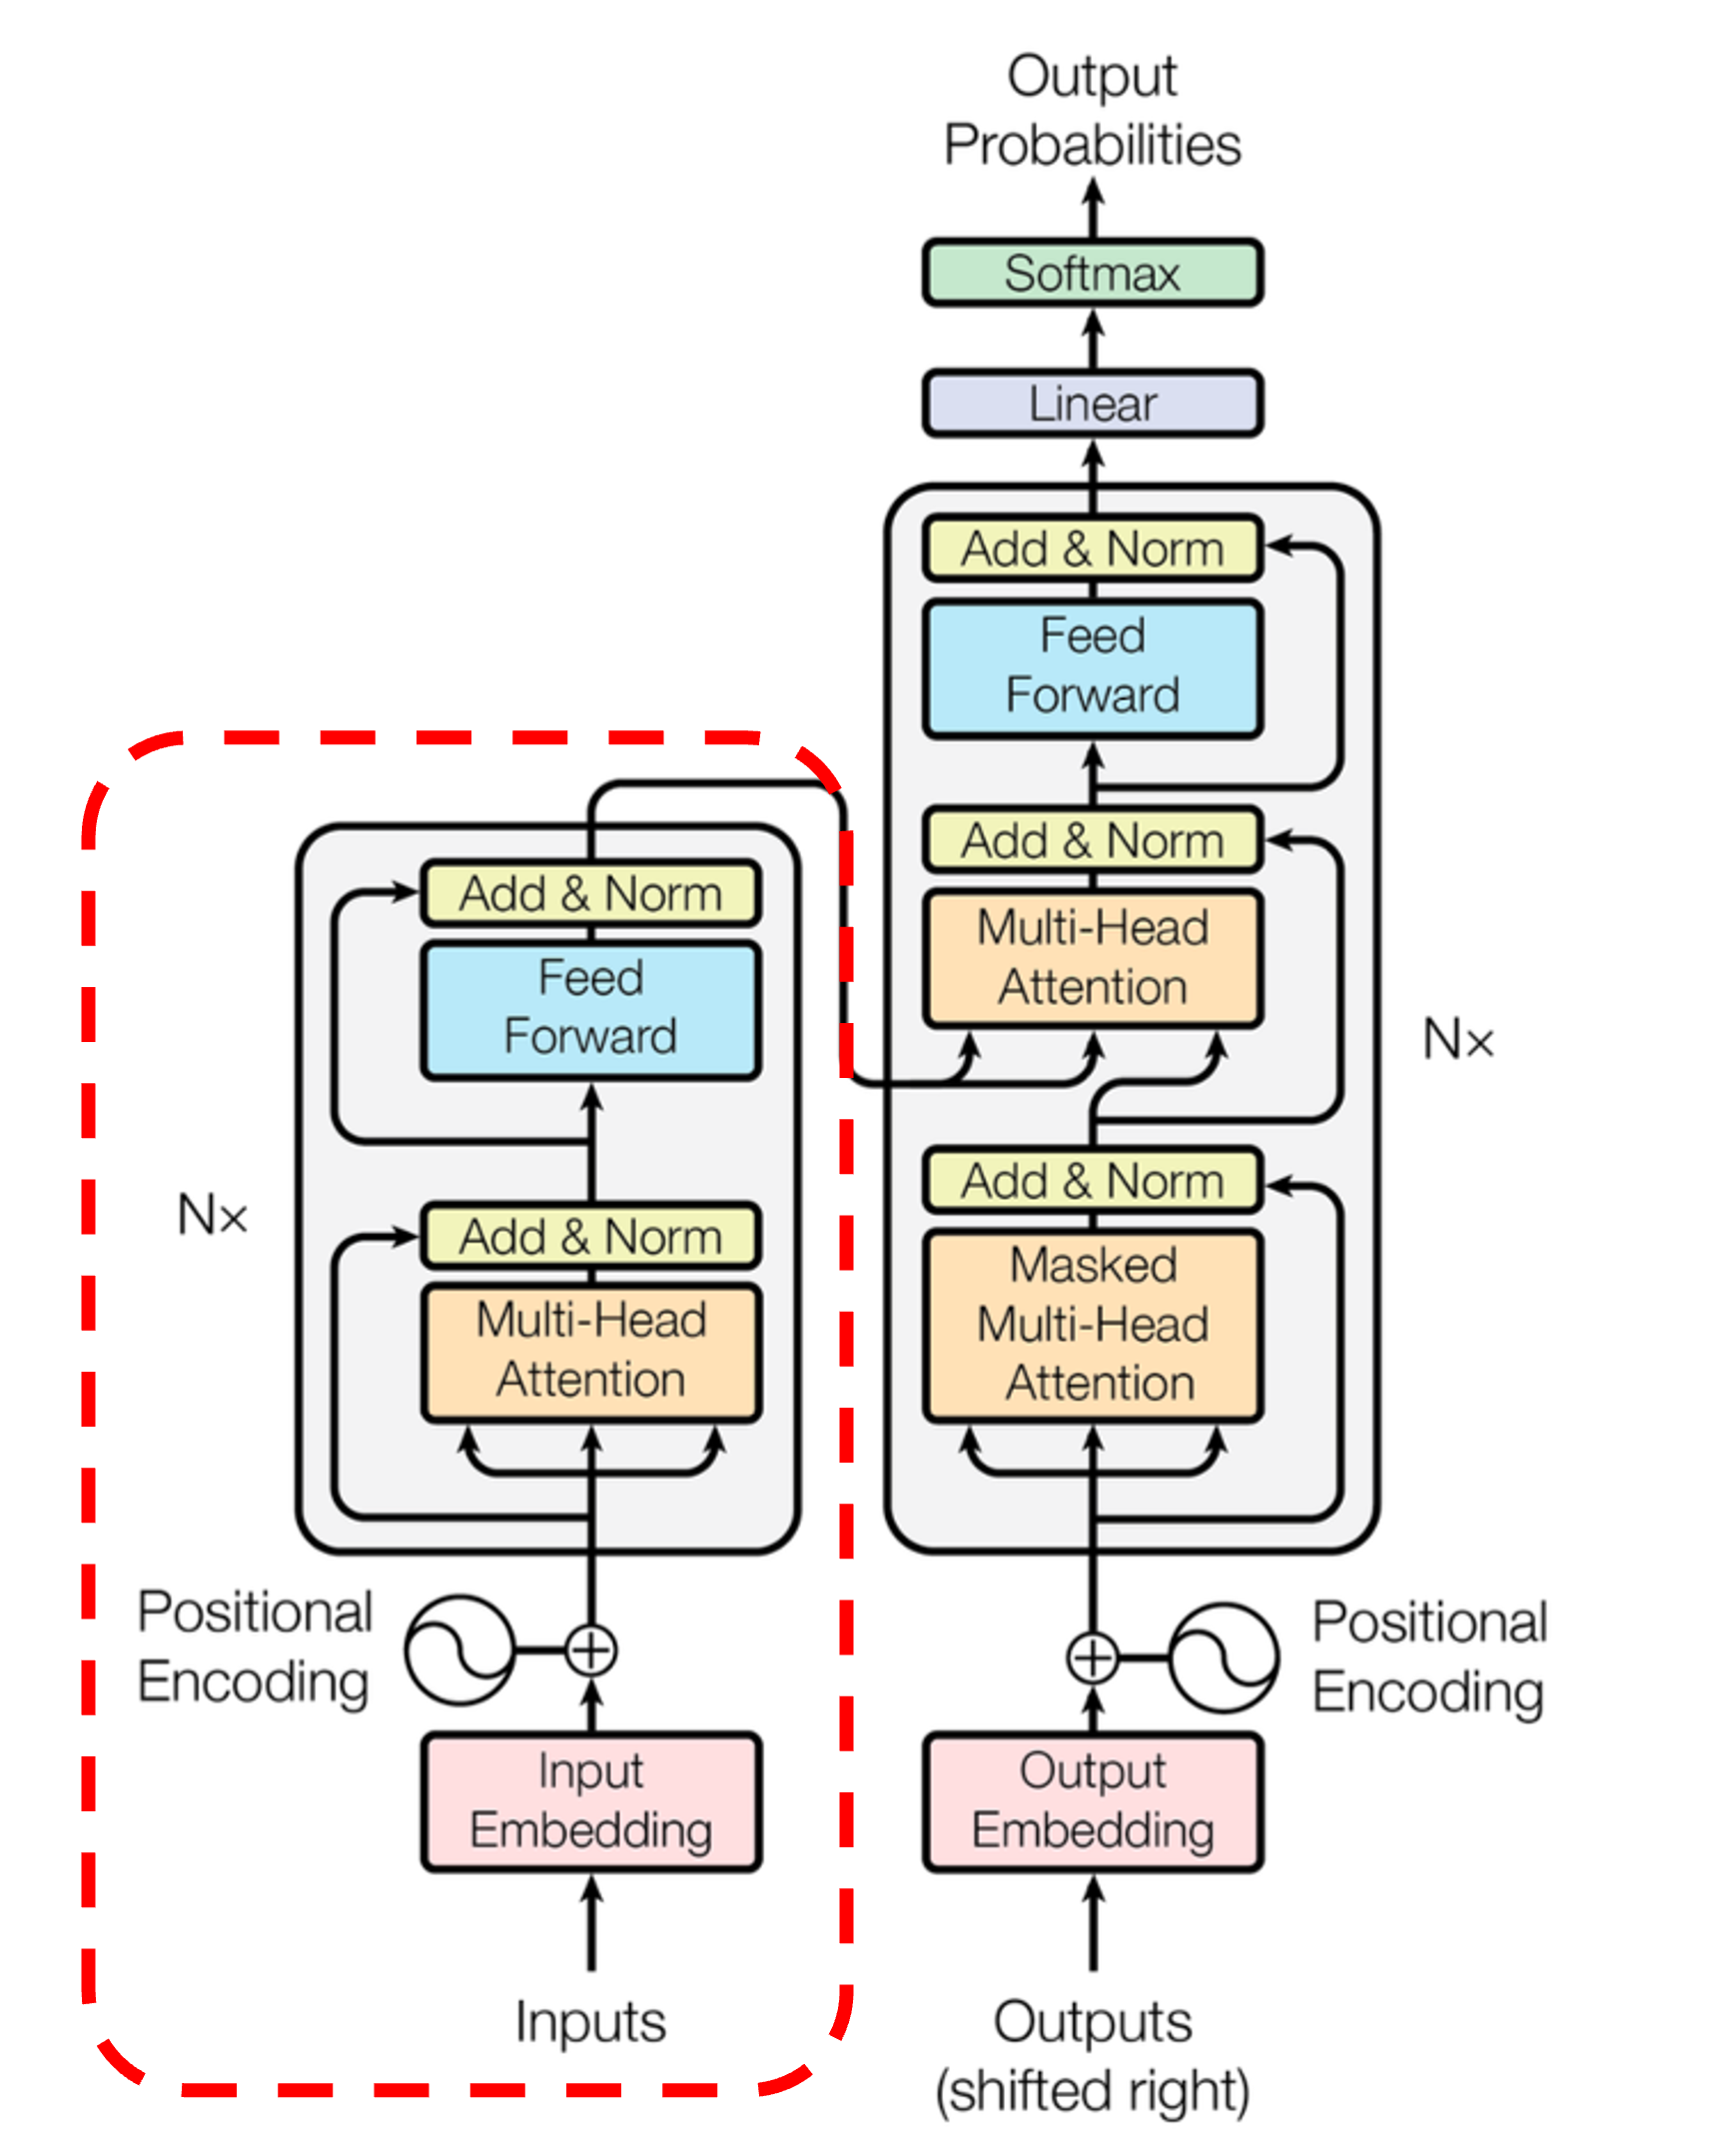 Output
Probabilities
Softmax
Linear
Add & Norm
Feed
Forward
Add & Norm
Multi-Head
Attention
Add & Norm
Masked
Multi-Head
Attention
Nx
Positional
Encoding
Output
Embedding
Outputs
(shifted right)
Add & Norm
Feed
Forward
Add & Norm
Multi-Head
Attention
Nx
Positional
Encoding
Input
Embedding
Inputs